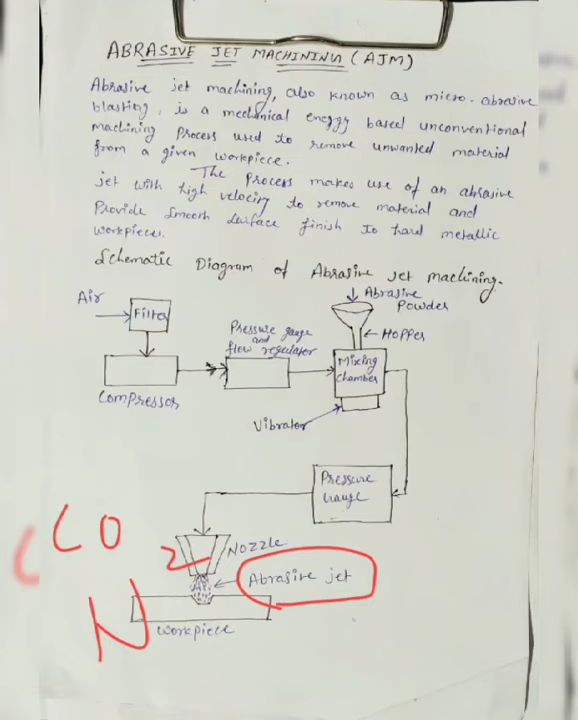 ABRASIVE JET MACHINING (AJM)
Abrasive jet machining, also known as micro-abrasive
blasting, is a mechanical energy based unconventional
machining process used to remove unwanted material
from a given workpiece.
The process makes use of an abrasive
jet with high velocity to remove material and
provide smooth surface finish to hard metallic
workpieces.
Schematic Diagram of Abrasive jet machining.
Air
Filter
Abrasive
Powder
Hopper
Pressure gauge
and
flow regulator
Mixing
chamber
Compressor
Vibrator
Pressure
Gauge
CO
2
Nozzle
Abrasive jet
N
Workpiece